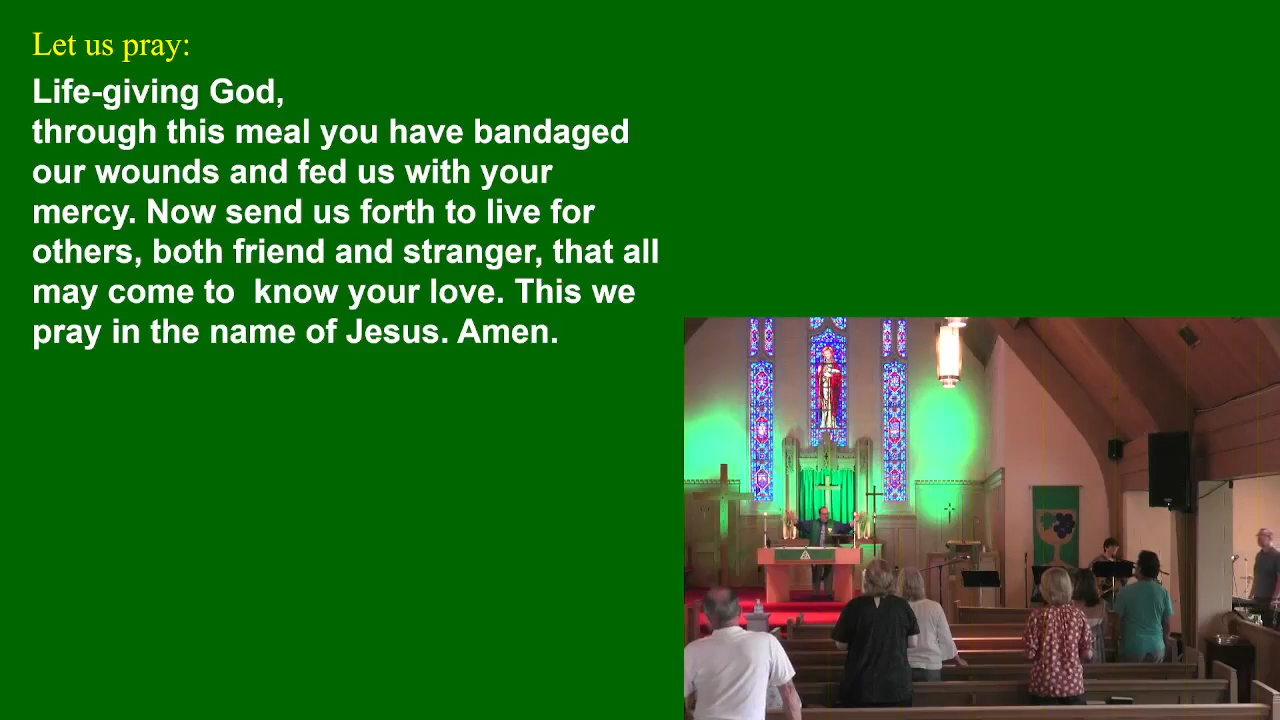 Let us pray:
Life-giving God,
through this meal you have bandaged
our wounds and fed us with your
mercy. Now send us forth to live for
others, both friend and stranger, that all
may come to  know your love. This we
pray in the name of Jesus. Amen.